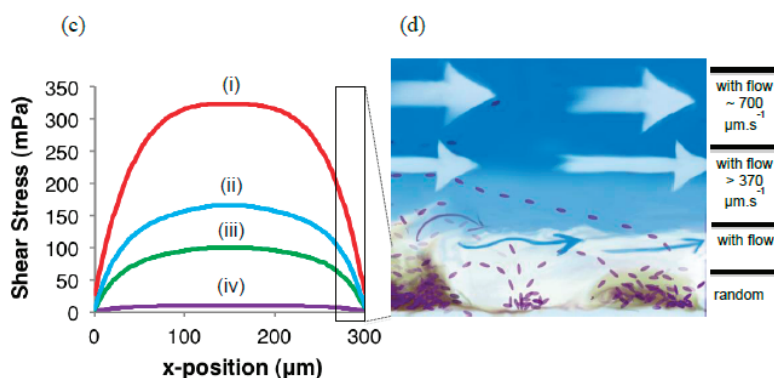 (c)
350
300
250
200
150
100
50
0
Shear Stress (mPa)
(i)
(ii)
(iii)
(iv)
0 100 200 300
x-position (µm)
(d)
with flow
~ 700
µm.s⁻¹
with flow
> 370
µm.s⁻¹
with flow
random